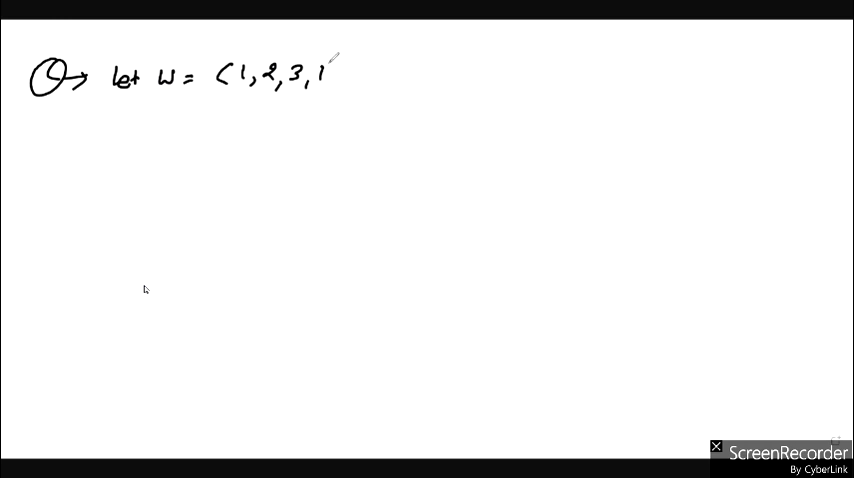 Q→ let W = (1, 2, 3, 1
ScreenRecorder
By CyberLink